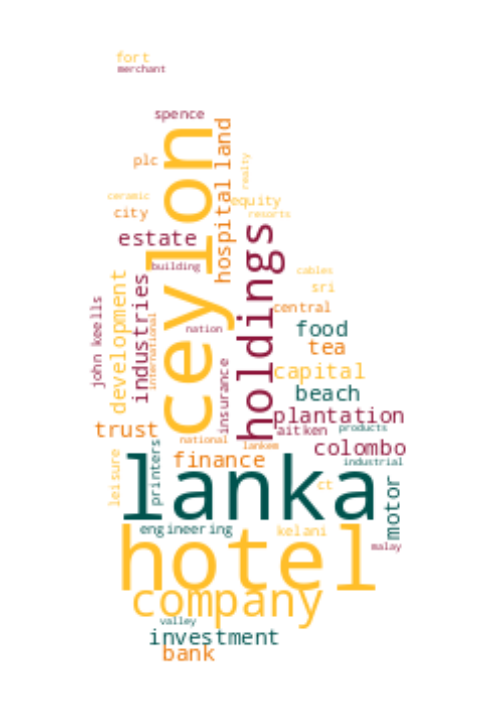 fort
merchant
spence
ceylon
hospital land
plc
realty
ceramic
equity
city
resorts
holdings
estate
building
cables
development
industries
sri
john keells
international
central
nation
food
tea
insurance
capital
beach
plantation
trust
aitken
products
national
lankem
colombo
printers
leisure
finance
industrial
lanka
ct
motor
engineering
kelani
hotel
malay
company
valley
investment
bank